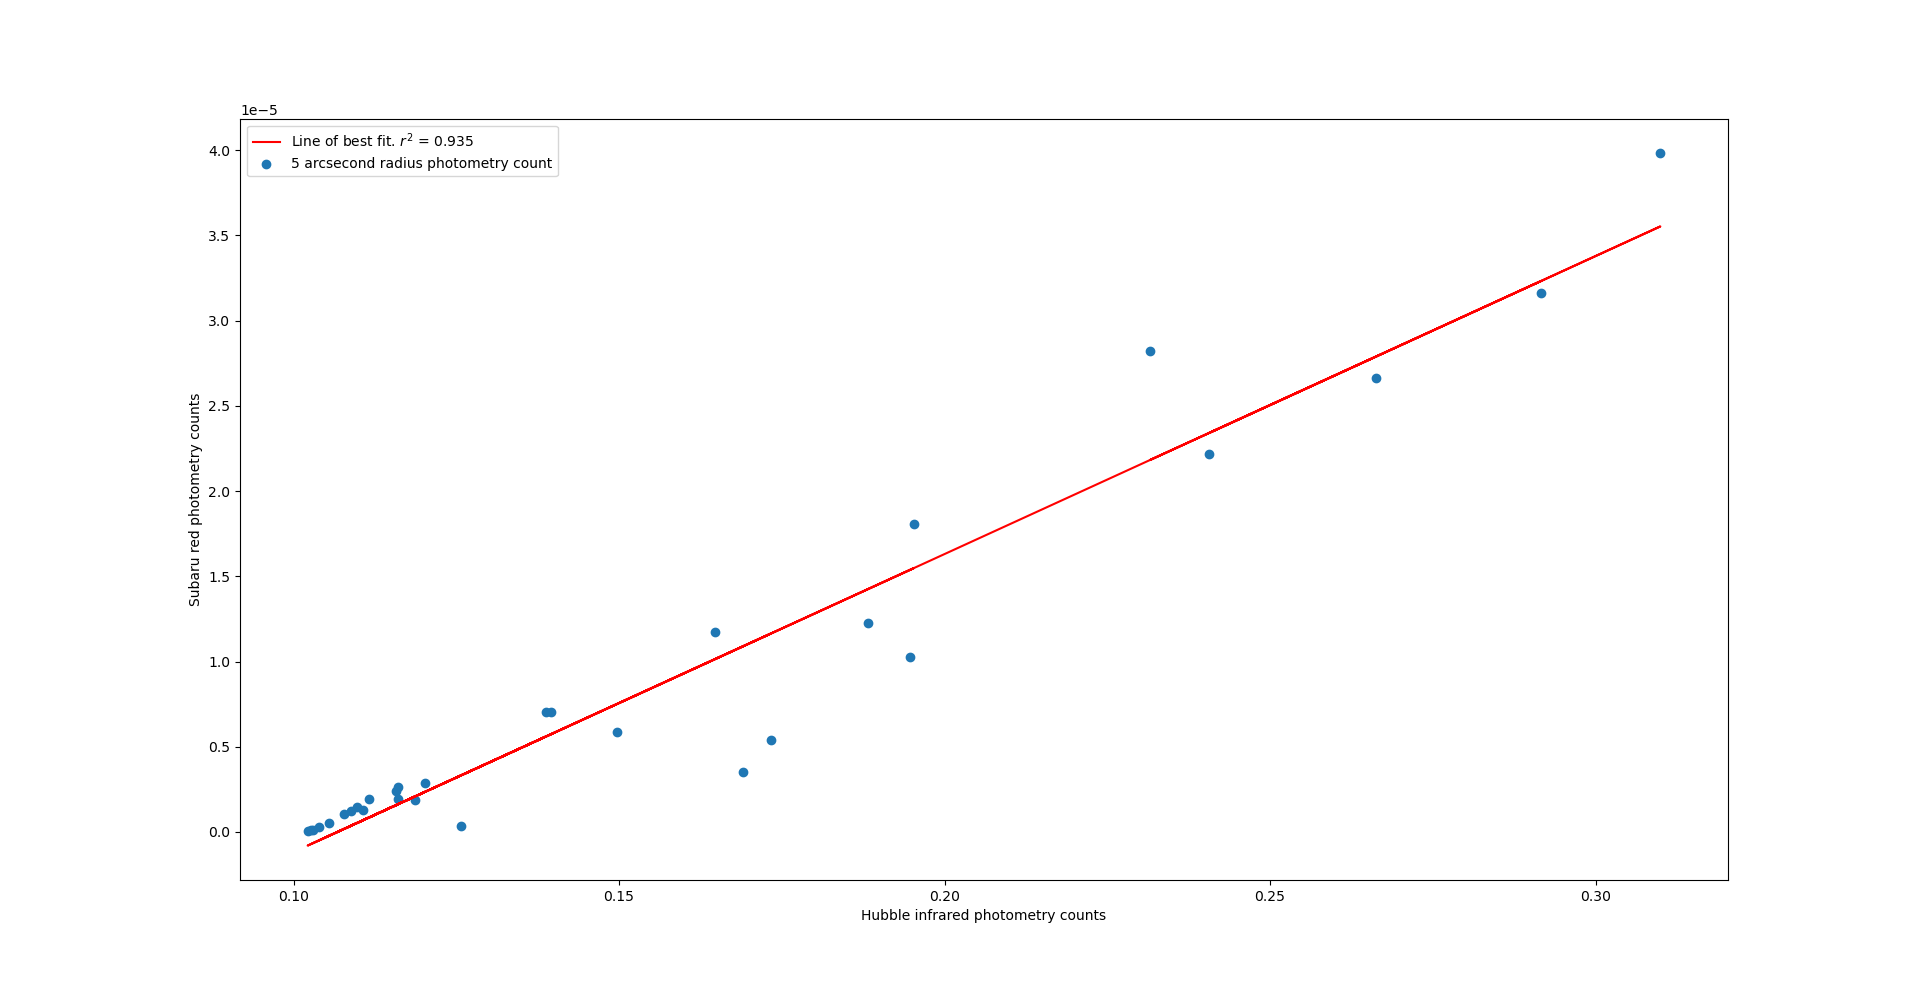 1e−5
Line of best fit. r² = 0.935
5 arcsecond radius photometry count
4.0
3.5
3.0
2.5
2.0
1.5
1.0
0.5
0.0
Subaru red photometry counts
0.10 0.15 0.20 0.25 0.30
Hubble infrared photometry counts